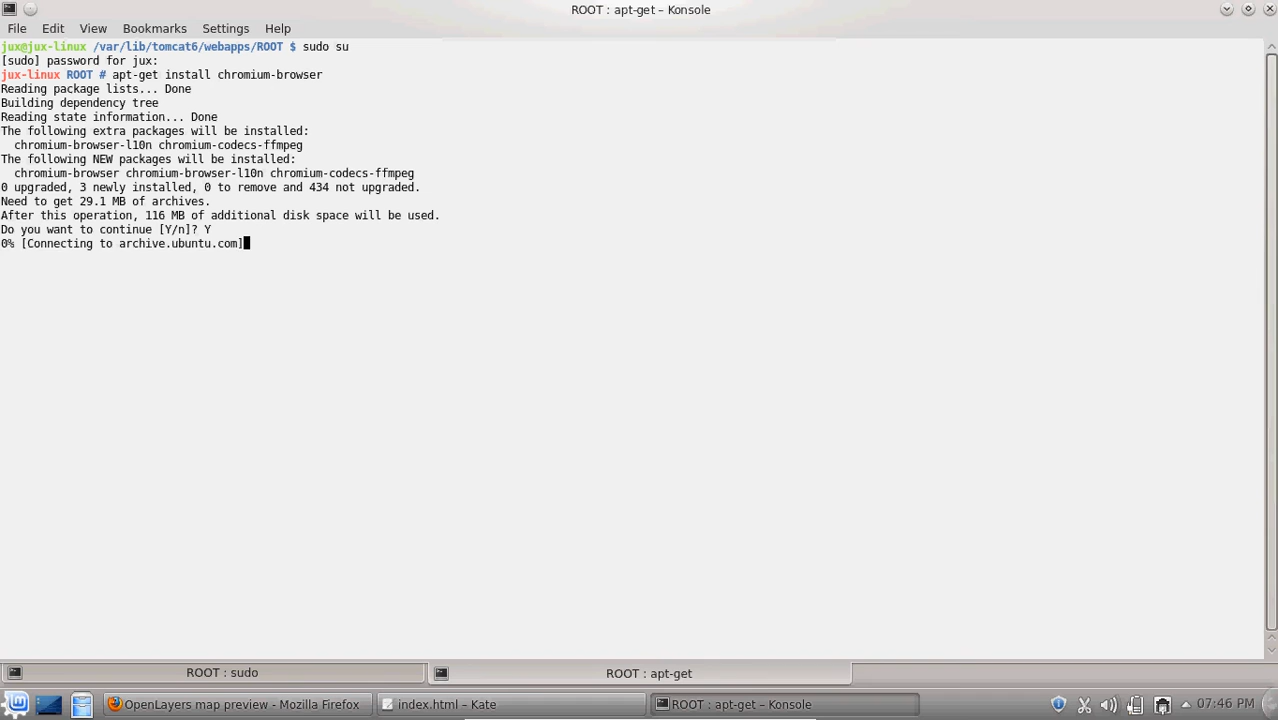 ROOT : apt-get – Konsole
File Edit View Bookmarks Settings Help
jux@jux-linux /var/lib/tomcat6/webapps/ROOT $ sudo su
[sudo] password for jux:
jux-linux ROOT # apt-get install chromium-browser
Reading package lists... Done
Building dependency tree
Reading state information... Done
The following extra packages will be installed:
  chromium-browser-l10n chromium-codecs-ffmpeg
The following NEW packages will be installed:
  chromium-browser chromium-browser-l10n chromium-codecs-ffmpeg
0 upgraded, 3 newly installed, 0 to remove and 434 not upgraded.
Need to get 29.1 MB of archives.
After this operation, 116 MB of additional disk space will be used.
Do you want to continue [Y/n]? Y
0% [Connecting to archive.ubuntu.com]
ROOT : sudo ROOT : apt-get
OpenLayers map preview - Mozilla Firefox index.html – Kate ROOT : apt-get – Konsole 07:46 PM